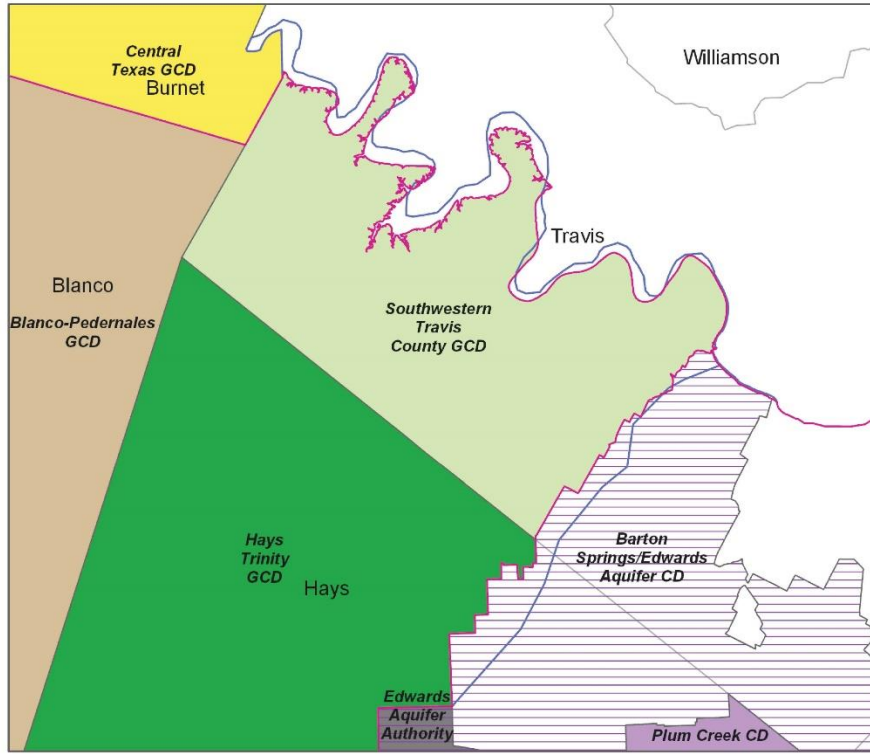 Central
Texas GCD
Burnet
Williamson
Travis
Blanco
Blanco-Pedernales
GCD
Southwestern
Travis
County GCD
Hays
Trinity
GCD
Hays
Barton
Springs/Edwards
Aquifer CD
Edwards
Aquifer
Authority
Plum Creek CD